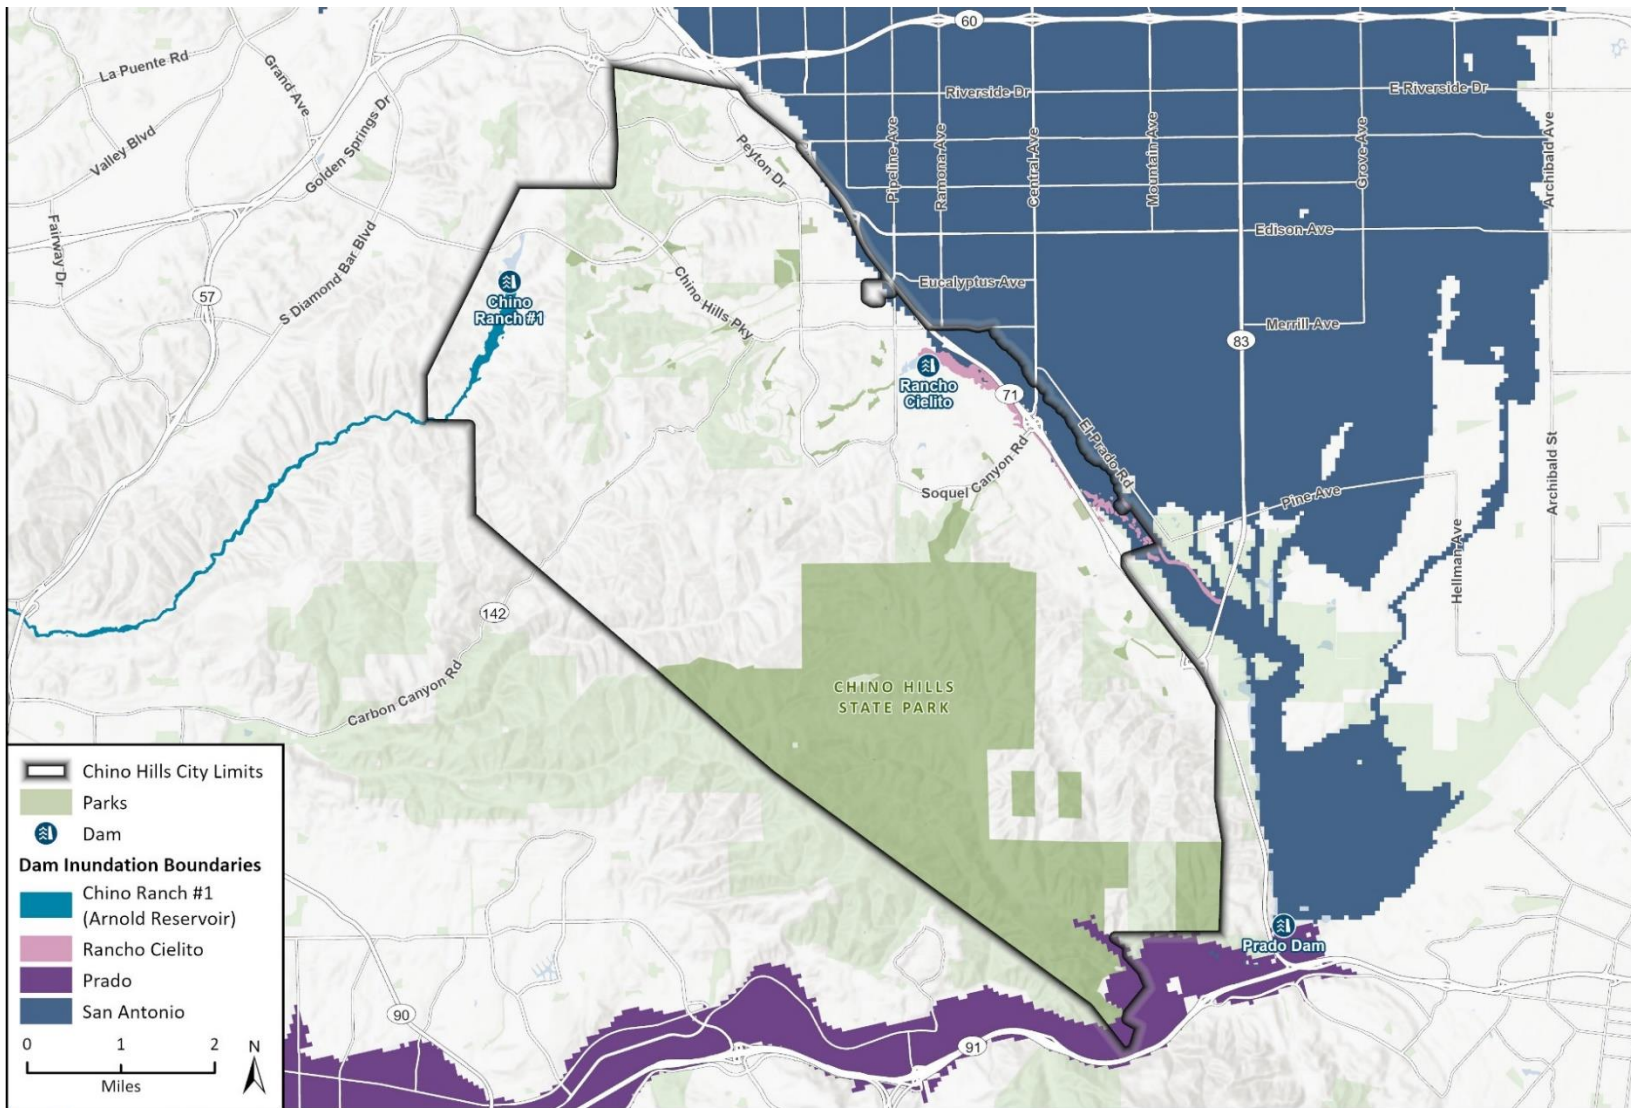 60
La Puente Rd
Grand Ave
Golden Springs Dr
Valley Blvd
Fairway Dr
S Diamond Bar Blvd
57
Riverside Dr
E Riverside Dr
Peyton Dr
Pipeline Ave
Ramona Ave
Central Ave
Mountain Ave
Grove Ave
Archibald Ave
Edison Ave
Chino
Ranch #1
Chino Hills Pky
Eucalyptus Ave
Merrill Ave
83
Rancho
Cielito
71
El Prado Rd
Soquel Canyon Rd
Pine Ave
Archibald St
Hellman Ave
142
Carbon Canyon Rd
CHINO HILLS
STATE PARK
Prado Dam
90
91
Chino Hills City Limits
Parks
Dam
Dam Inundation Boundaries
Chino Ranch #1
(Arnold Reservoir)
Rancho Cielito
Prado
San Antonio
0 1 2
Miles
N